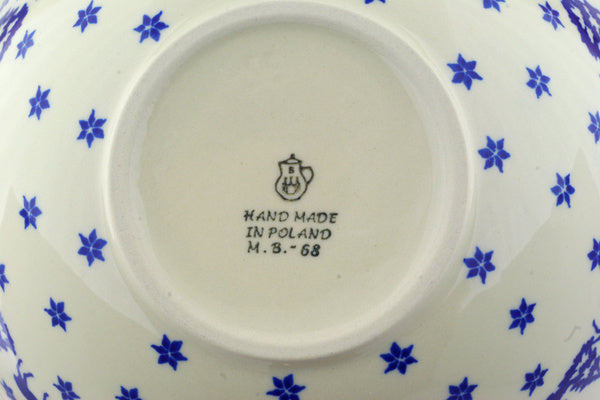 B
HAND MADE
IN POLAND
M.B.-68